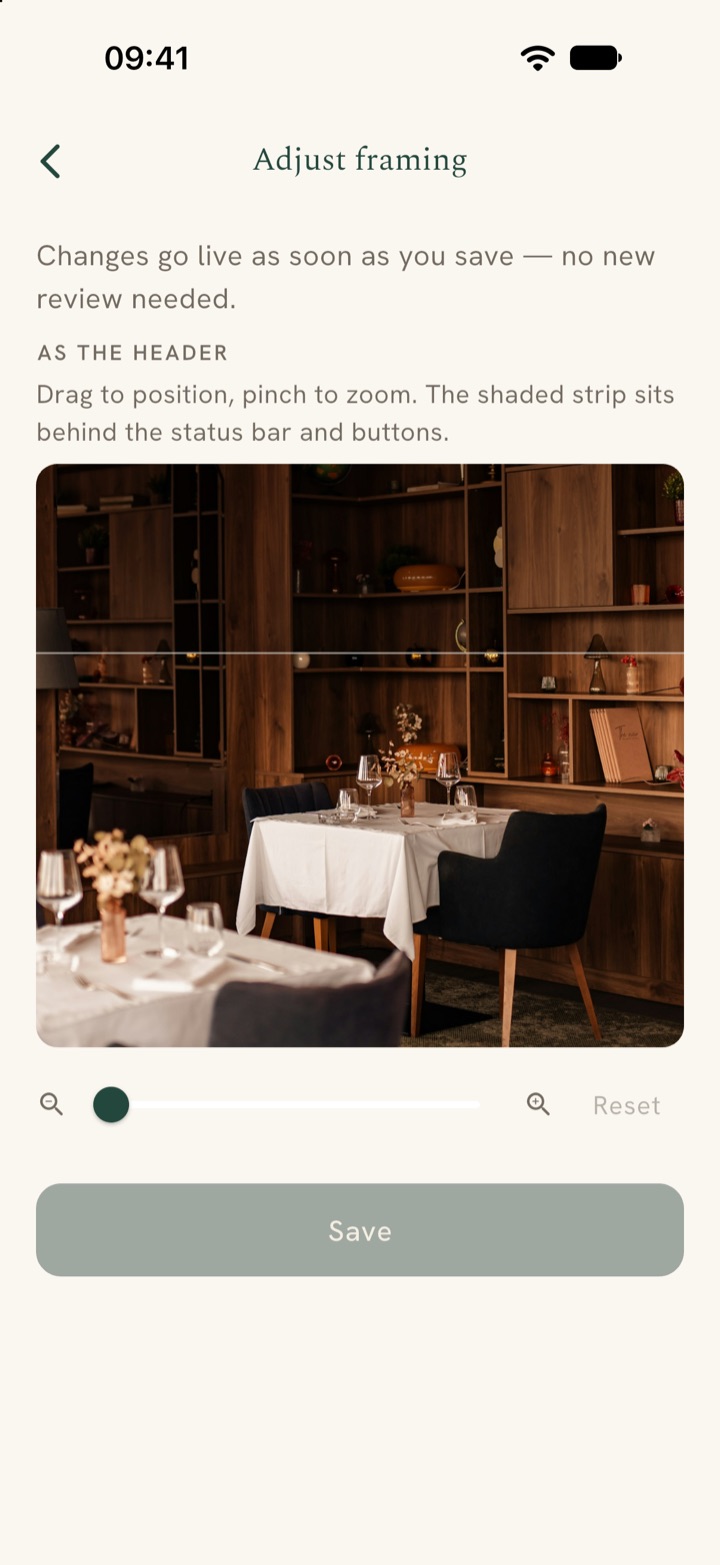 09:41
Adjust framing
Changes go live as soon as you save — no new
review needed.
AS THE HEADER
Drag to position, pinch to zoom. The shaded strip sits
behind the status bar and buttons.
Reset
Save